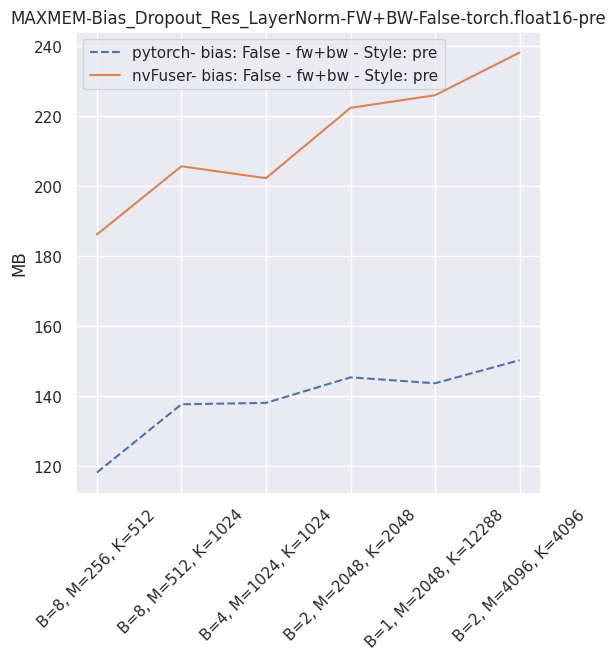 MAXMEM-Bias_Dropout_Res_LayerNorm-FW+BW-False-torch.float16-pre
pytorch- bias: False - fw+bw - Style: pre
nvFuser- bias: False - fw+bw - Style: pre
240
220
200
180
160
140
120
MB
B=8, M=256, K=512
B=8, M=512, K=1024
B=4, M=1024, K=1024
B=2, M=2048, K=2048
B=1, M=2048, K=12288
B=2, M=4096, K=4096